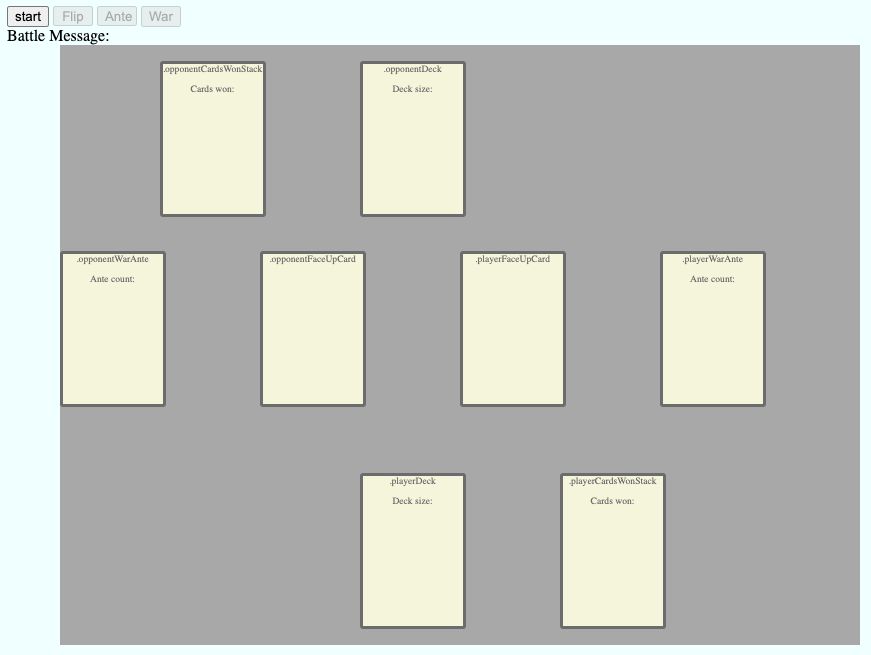 start Flip Ante War
Battle Message:
.opponentCardsWonStack
Cards won:
.opponentDeck
Deck size:
.opponentWarAnte
Ante count:
.opponentFaceUpCard
.playerFaceUpCard
.playerWarAnte
Ante count:
.playerDeck
Deck size:
.playerCardsWonStack
Cards won: